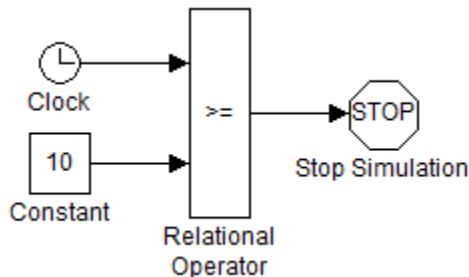 Clock
10
Constant
>=
Relational
Operator
STOP
Stop Simulation